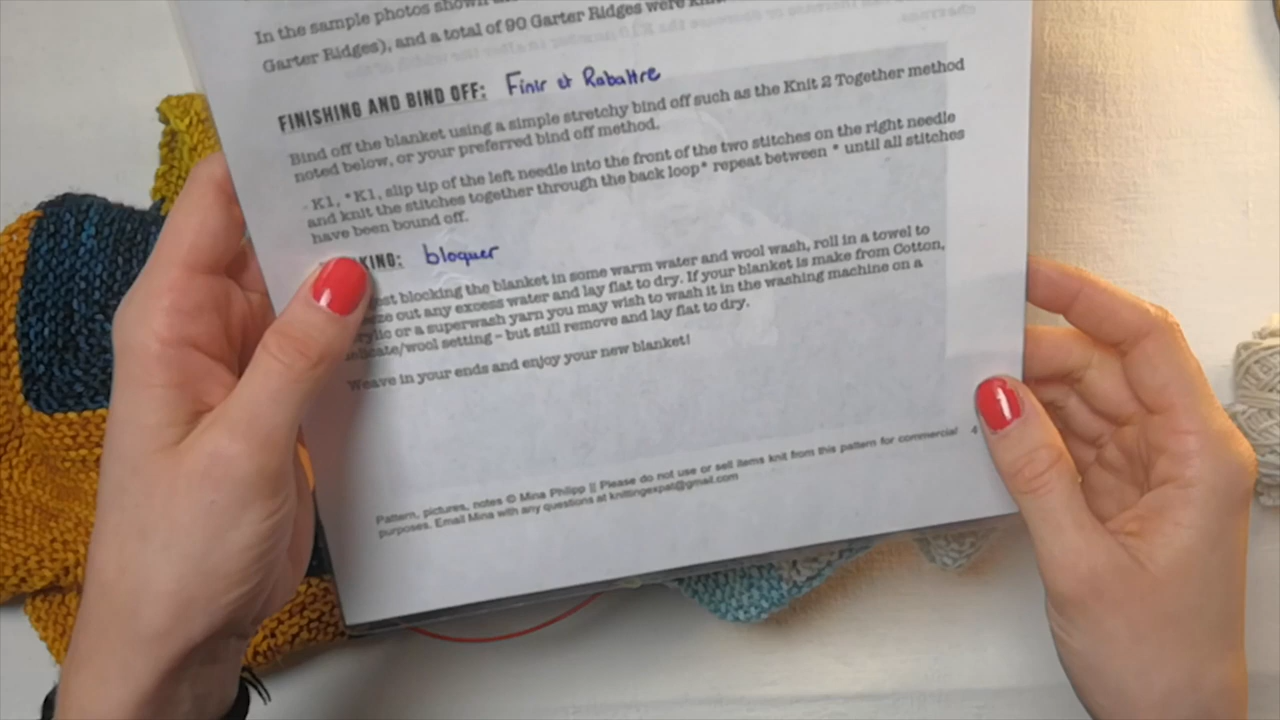 In the sample photos shown
Garter Ridges), and a total of 90 Garter Ridges were
FINISHING AND BIND OFF: Finir et Rabattre
Bind off the blanket using a simple stretchy bind off such as the Knit 2 Together method
noted below, or your preferred bind off method.
- K1, *K1, slip tip of the left needle into the front of the two stitches on the right needle
and knit the stitches together through the back loop* repeat between * until all stitches
have been bound off.
KING: bloquer
est blocking the blanket in some warm water and wool wash, roll in a towel to
ze out any excess water and lay flat to dry. If your blanket is make from Cotton,
rylic or a superwash yarn you may wish to wash it in the washing machine on a
delicate/wool setting – but still remove and lay flat to dry.
Weave in your ends and enjoy your new blanket!
Pattern, pictures, notes © Mina Philipp || Please do not use or sell items knit from this pattern for commercial 4
purposes. Email Mina with any questions at knittingexpat@gmail.com